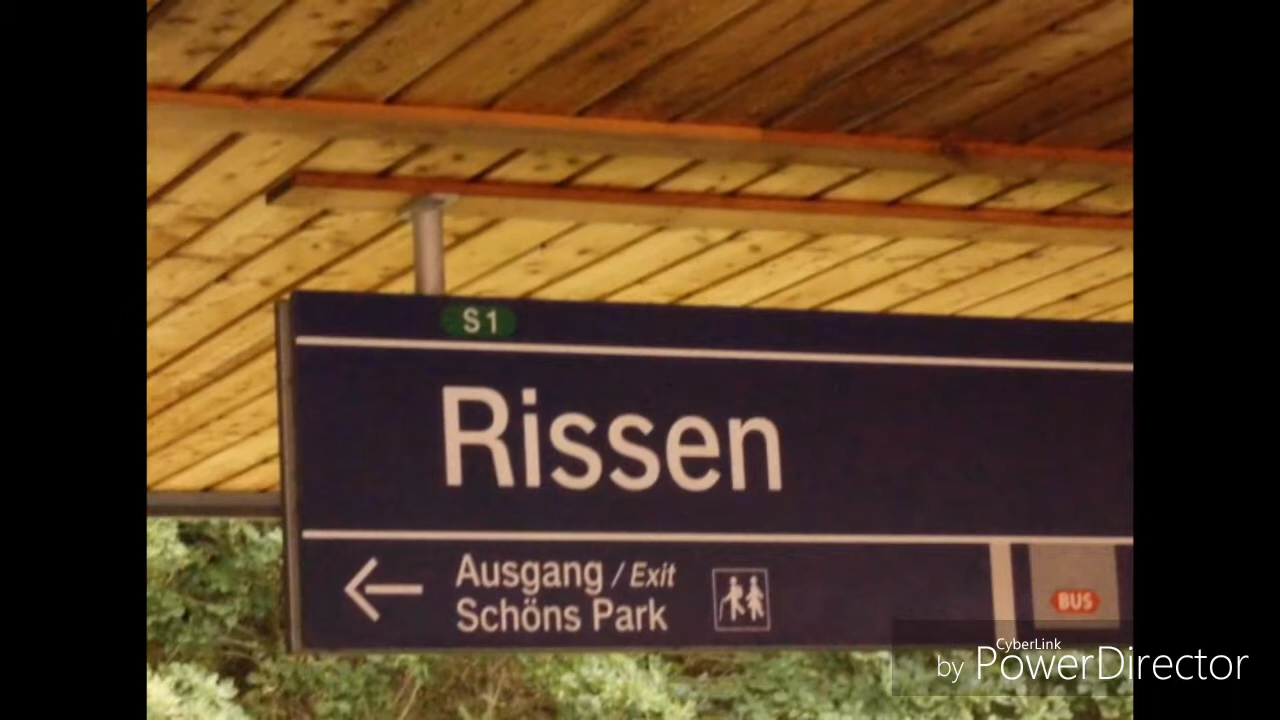 S1
Rissen
Ausgang / Exit
Schöns Park
BUS
CyberLink
by PowerDirector